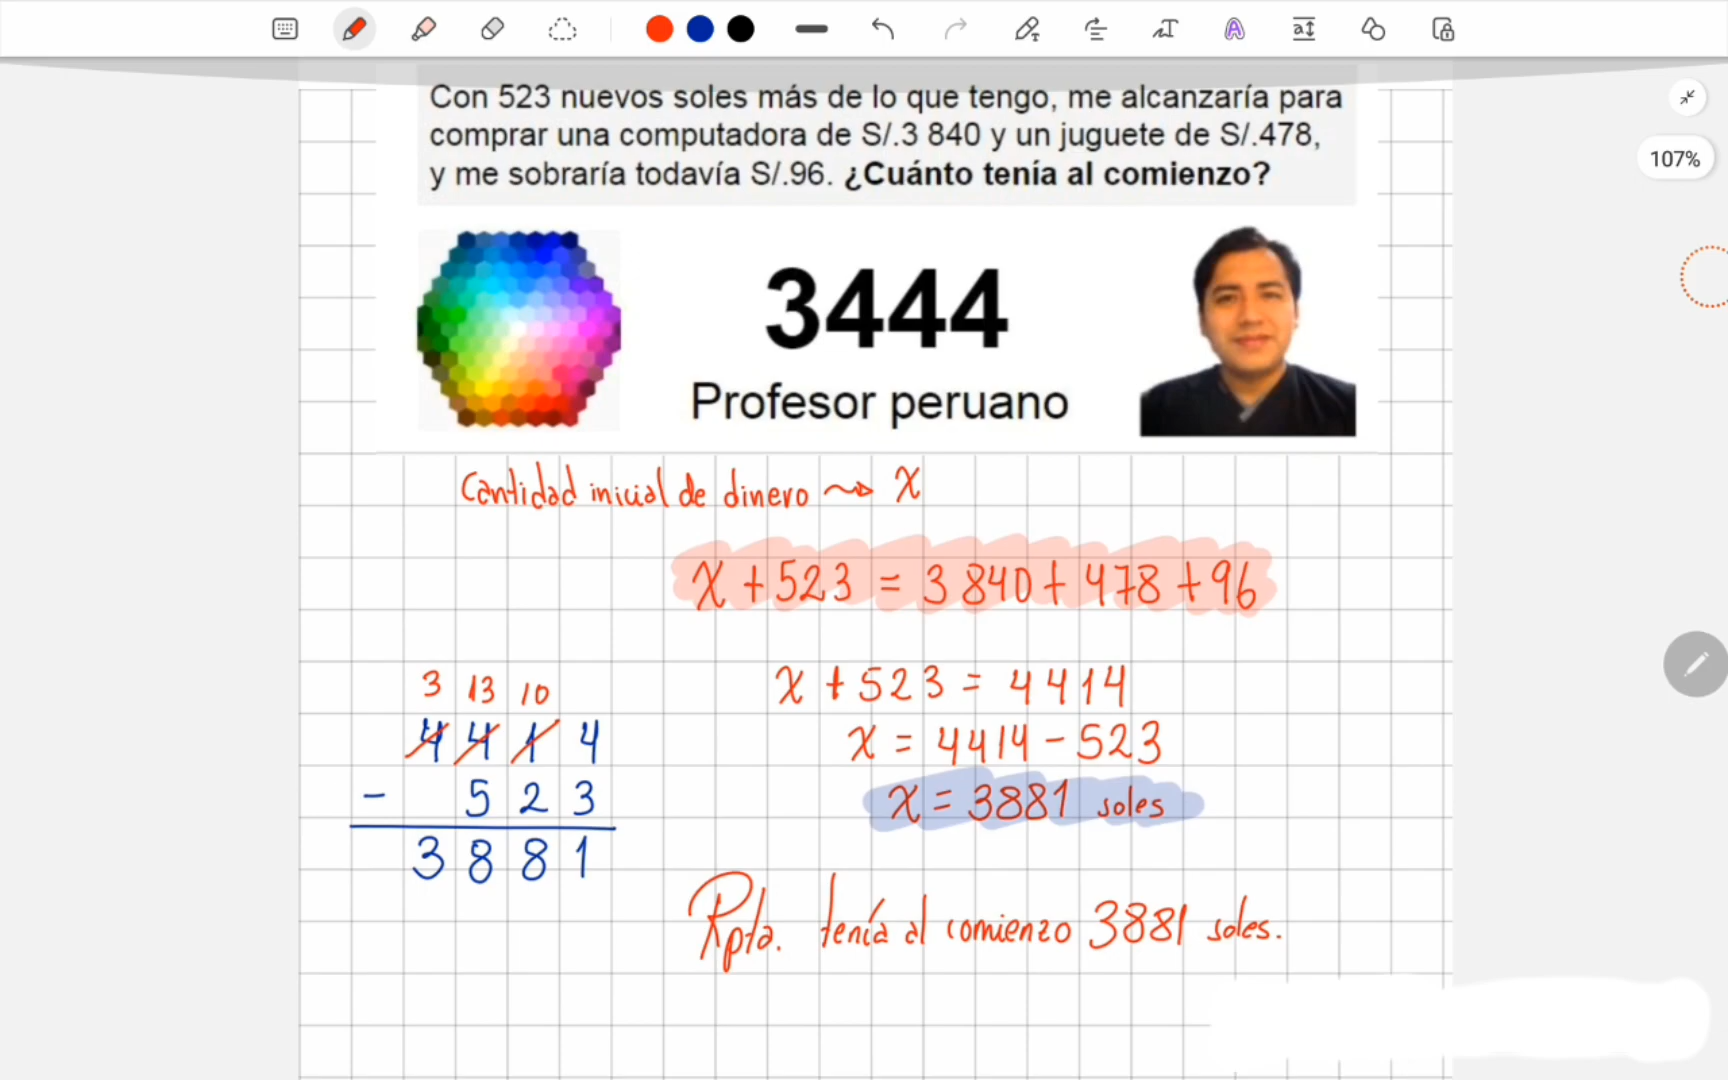 107%
Con 523 nuevos soles más de lo que tengo, me alcanzaría para
comprar una computadora de S/.3 840 y un juguete de S/.478,
y me sobraría todavía S/.96. ¿Cuánto tenía al comienzo?
3444
Profesor peruano
Cantidad inicial de dinero ⤳ x
x + 523 = 3 840 + 478 + 96
x + 523 = 4414
x = 4414 - 523
x = 3881 soles
3 13 10
4 4 1 4
- 5 2 3
3 8 8 1
Rpta. tenía al comienzo 3881 soles.